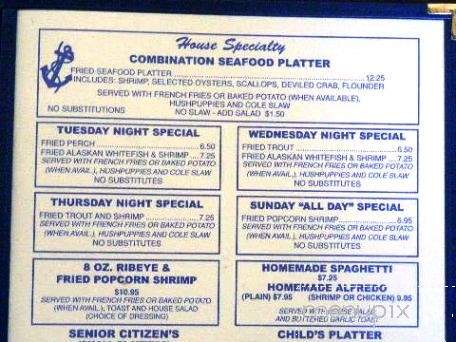 House Specialty
COMBINATION SEAFOOD PLATTER
FRIED SEAFOOD PLATTER 12.25
INCLUDES: SHRIMP, SELECTED OYSTERS, SCALLOPS, DEVILED CRAB, FLOUNDER
SERVED WITH FRENCH FRIES OR BAKED POTATO (WHEN AVAILABLE),
HUSHPUPPIES AND COLE SLAW
NO SUBSTITUTIONS NO SLAW - ADD SALAD $1.50
TUESDAY NIGHT SPECIAL
FRIED PERCH 6.50
FRIED ALASKAN WHITEFISH & SHRIMP 7.25
SERVED WITH FRENCH FRIES OR BAKED POTATO
(WHEN AVAIL.), HUSHPUPPIES AND COLE SLAW
NO SUBSTITUTES
WEDNESDAY NIGHT SPECIAL
FRIED TROUT 6.50
FRIED ALASKAN WHITEFISH & SHRIMP 7.25
SERVED WITH FRENCH FRIES OR BAKED POTATO
(WHEN AVAIL.), HUSHPUPPIES AND COLE SLAW
NO SUBSTITUTES
THURSDAY NIGHT SPECIAL
FRIED TROUT AND SHRIMP 7.25
SERVED WITH FRENCH FRIES OR BAKED POTATO
(WHEN AVAIL.), HUSHPUPPIES AND COLE SLAW
NO SUBSTITUTES
SUNDAY "ALL DAY" SPECIAL
FRIED POPCORN SHRIMP 6.95
SERVED WITH FRENCH FRIES OR BAKED POTATO
(WHEN AVAIL.), HUSHPUPPIES AND COLE SLAW
NO SUBSTITUTES
8 OZ. RIBEYE &
FRIED POPCORN SHRIMP
$10.95
SERVED WITH FRENCH FRIES OR BAKED POTATO
(WHEN AVAIL.), TOAST AND HOUSE SALAD
(CHOICE OF DRESSING)
HOMEMADE SPAGHETTI
$7.25
HOMEMADE ALFREDO
(PLAIN) $7.95 (SHRIMP OR CHICKEN) 9.95
SERVED WITH HOUSE SALAD
AND BUTTERED GARLIC TOAST
menupix
SENIOR CITIZEN'S
CHILD'S PLATTER